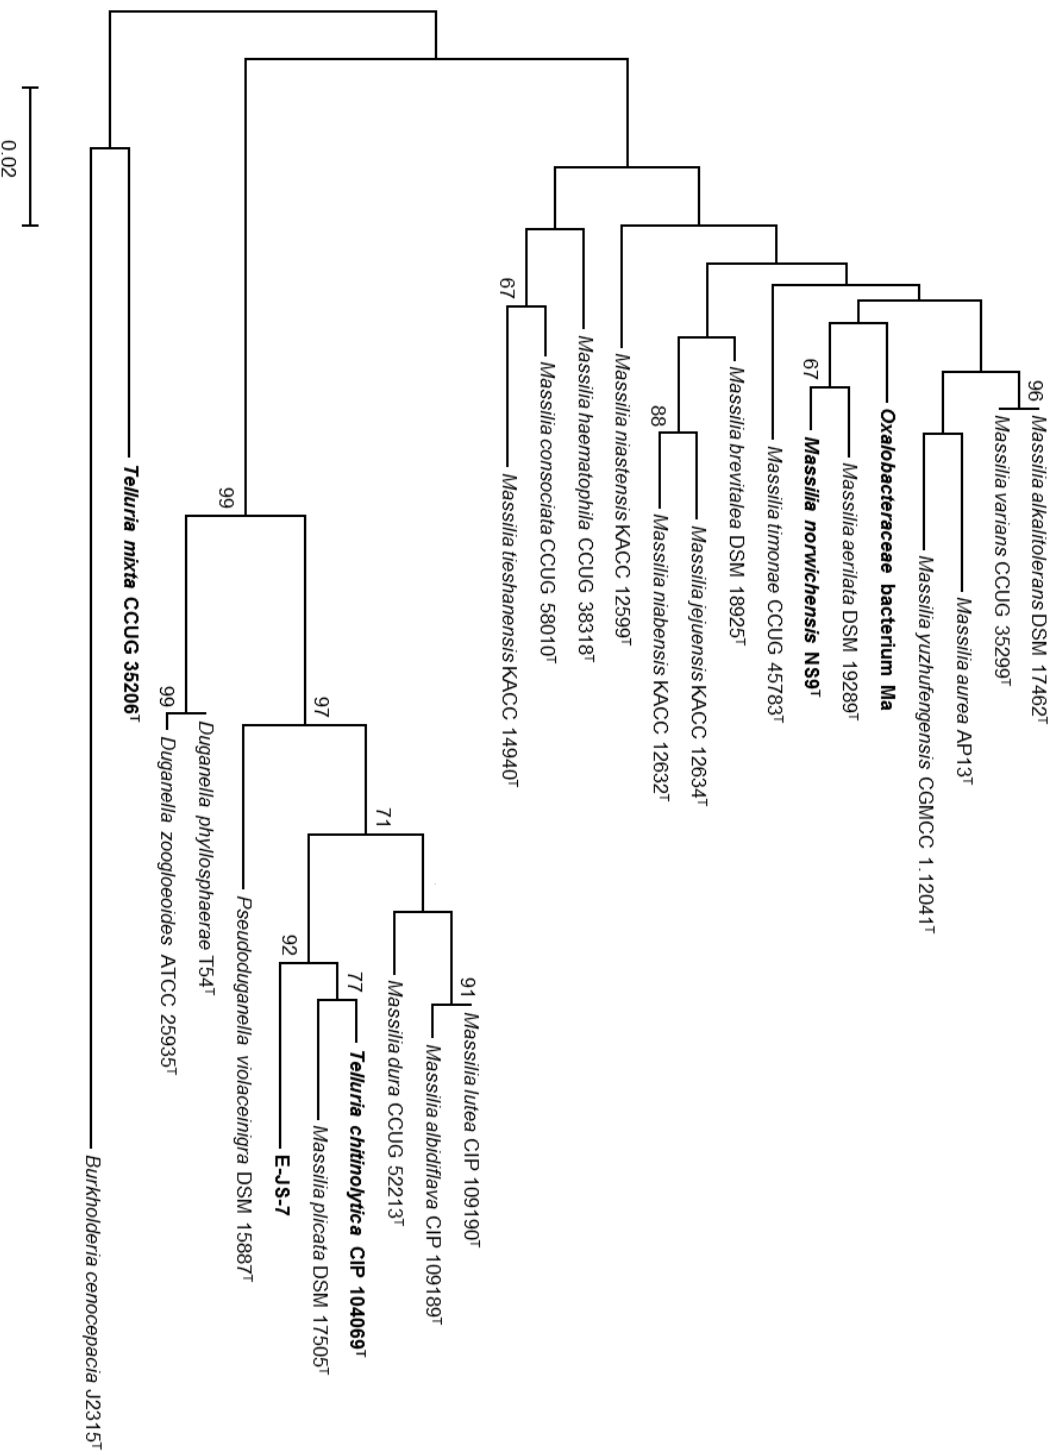 96
Massilia alkalitolerans DSM 17462T
Massilia varians CCUG 35299T
Massilia aurea AP13T
Massilia yuzhufengensis CGMCC 1.12041T
Oxalobacteraceae bacterium Ma
Massilia aerilata DSM 19289T
67
Massilia norwichensis NS9T
Massilia timonae CCUG 45783T
Massilia brevitalea DSM 18925T
Massilia jejuensis KACC 12634T
88
Massilia niabensis KACC 12632T
Massilia niastensis KACC 12599T
Massilia haematophila CCUG 38318T
Massilia consociata CCUG 58010T
67
Massilia tieshanensis KACC 14940T
91
Massilia lutea CIP 109190T
Massilia albidiflava CIP 109189T
Massilia dura CCUG 52213T
71
77
Telluria chitinolytica CIP 104069T
Massilia plicata DSM 17505T
92
E-JS-7
97
Pseudoduganella violaceinigra DSM 15887T
99
Duganella phyllosphaerae T54T
99
Duganella zoogloeoides ATCC 25935T
Telluria mixta CCUG 35206T
Burkholderia cenocepacia J2315T
0.02